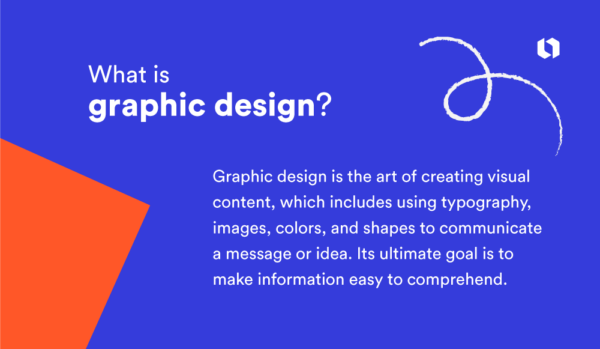 What is
graphic design?
Graphic design is the art of creating visual
content, which includes using typography,
images, colors, and shapes to communicate
a message or idea. Its ultimate goal is to
make information easy to comprehend.